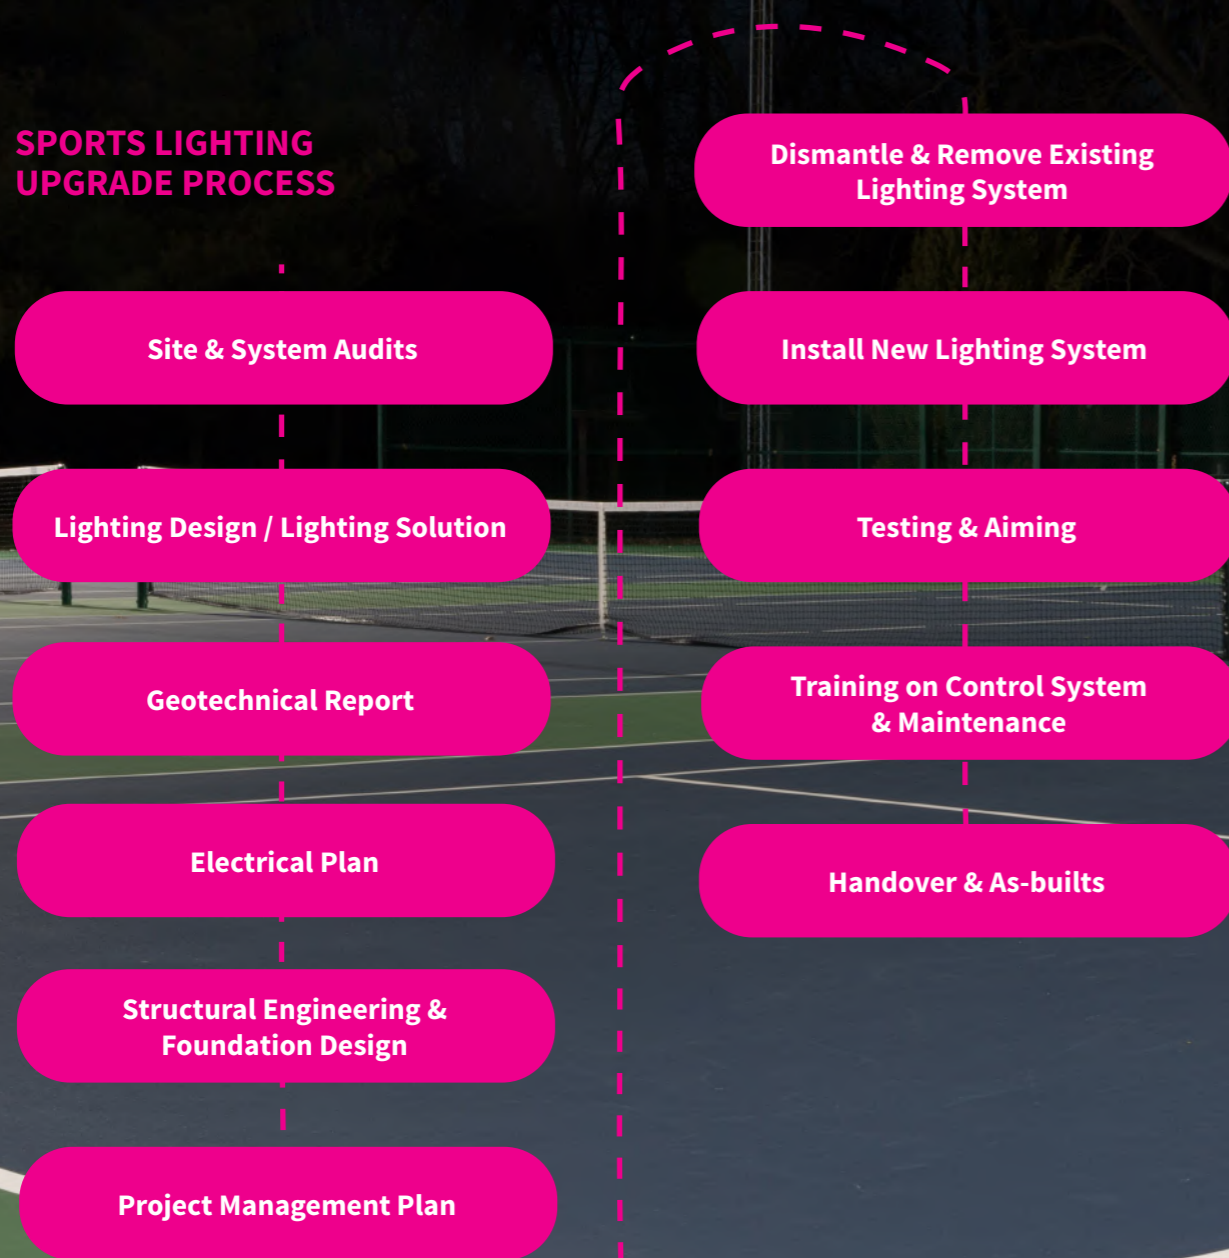 SPORTS LIGHTING
UPGRADE PROCESS
Site & System Audits
Lighting Design / Lighting Solution
Geotechnical Report
Electrical Plan
Structural Engineering &
Foundation Design
Project Management Plan
Dismantle & Remove Existing
Lighting System
Install New Lighting System
Testing & Aiming
Training on Control System
& Maintenance
Handover & As-builts